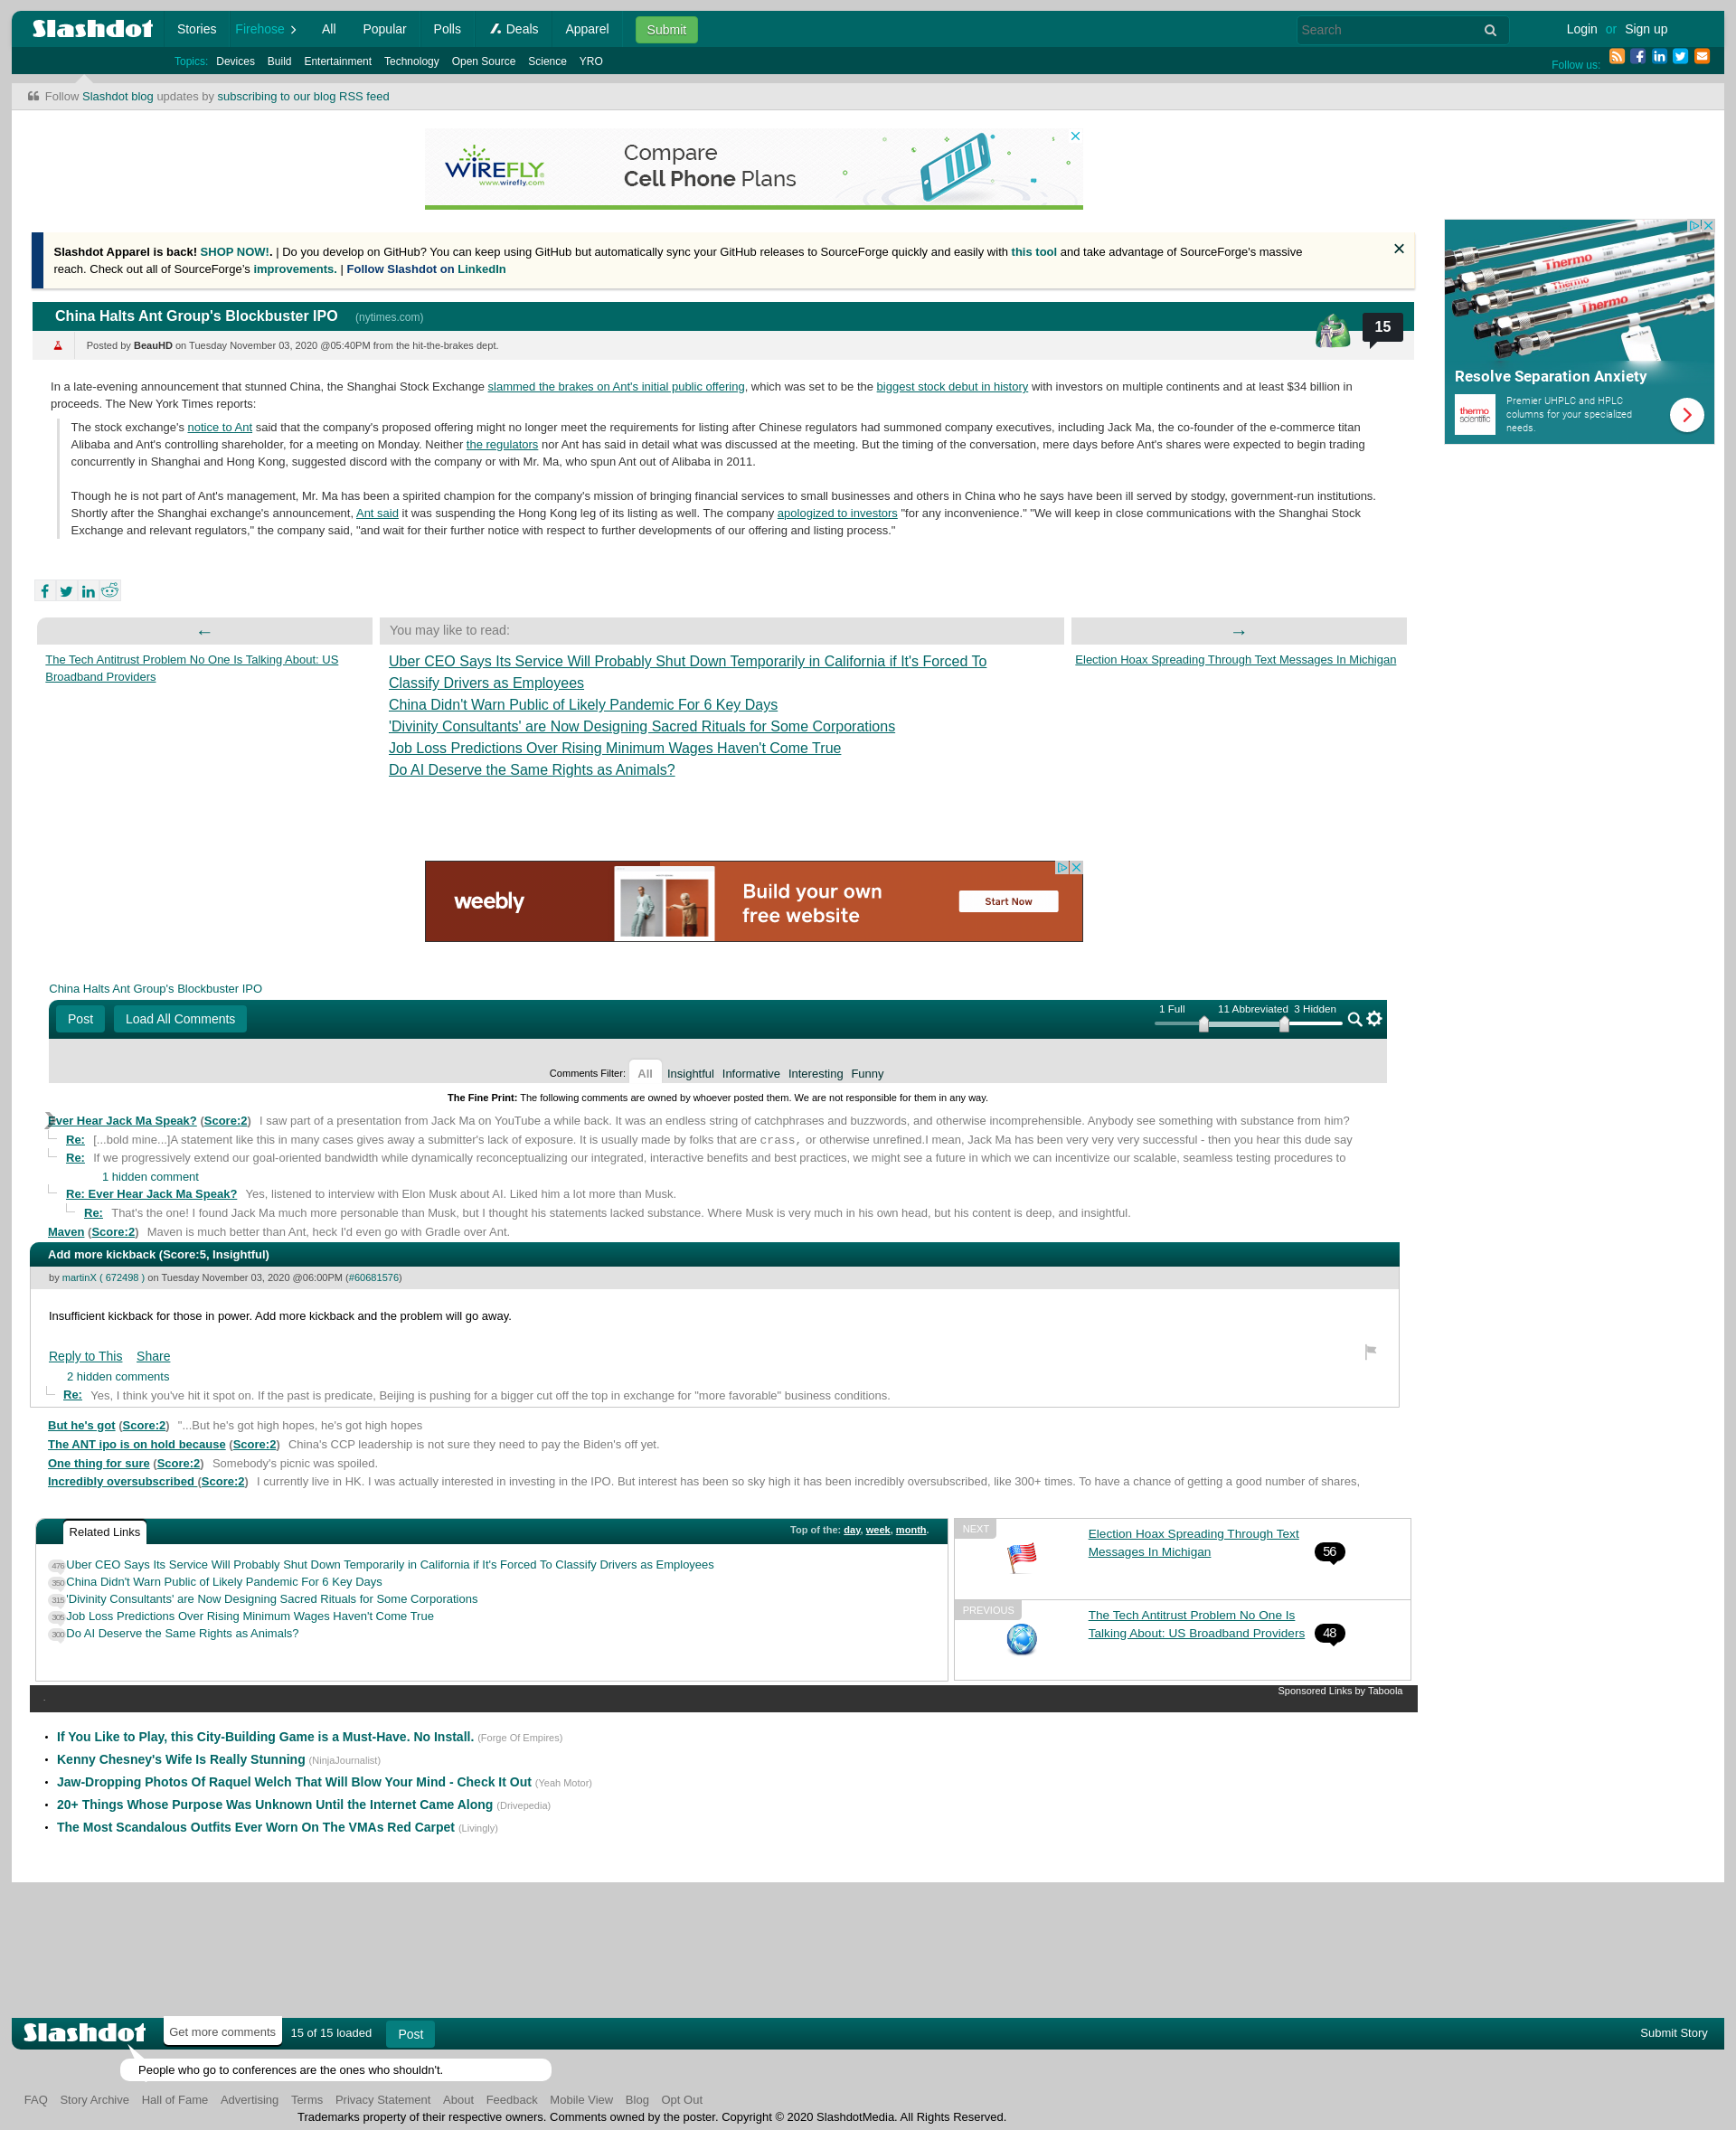 Slashdot
Stories
Firehose
All
Popular
Polls
Deals
Apparel
Submit
Search
Login or Sign up
Topics: Devices Build Entertainment Technology Open Source Science YRO
Follow us:
Follow Slashdot blog updates by subscribing to our blog RSS feed
WIREFLY
www.wirefly.com
Compare
Cell Phone Plans
Slashdot Apparel is back! SHOP NOW!. | Do you develop on GitHub? You can keep using GitHub but automatically sync your GitHub releases to SourceForge quickly and easily with this tool and take advantage of SourceForge's massive
reach. Check out all of SourceForge's improvements. | Follow Slashdot on LinkedIn
China Halts Ant Group's Blockbuster IPO (nytimes.com)
15
Posted by BeauHD on Tuesday November 03, 2020 @05:40PM from the hit-the-brakes dept.
In a late-evening announcement that stunned China, the Shanghai Stock Exchange slammed the brakes on Ant's initial public offering, which was set to be the biggest stock debut in history with investors on multiple continents and at least $34 billion in
proceeds. The New York Times reports:
The stock exchange's notice to Ant said that the company's proposed offering might no longer meet the requirements for listing after Chinese regulators had summoned company executives, including Jack Ma, the co-founder of the e-commerce titan
Alibaba and Ant's controlling shareholder, for a meeting on Monday. Neither the regulators nor Ant has said in detail what was discussed at the meeting. But the timing of the conversation, mere days before Ant's shares were expected to begin trading
concurrently in Shanghai and Hong Kong, suggested discord with the company or with Mr. Ma, who spun Ant out of Alibaba in 2011.
Though he is not part of Ant's management, Mr. Ma has been a spirited champion for the company's mission of bringing financial services to small businesses and others in China who he says have been ill served by stodgy, government-run institutions.
Shortly after the Shanghai exchange's announcement, Ant said it was suspending the Hong Kong leg of its listing as well. The company apologized to investors "for any inconvenience." "We will keep in close communications with the Shanghai Stock
Exchange and relevant regulators," the company said, "and wait for their further notice with respect to further developments of our offering and listing process."
Thermo
Thermo
Thermo
Resolve Separation Anxiety
thermo
scientific
Premier UHPLC and HPLC
columns for your specialized
needs.
←
The Tech Antitrust Problem No One Is Talking About: US
Broadband Providers
You may like to read:
Uber CEO Says Its Service Will Probably Shut Down Temporarily in California if It's Forced To
Classify Drivers as Employees
China Didn't Warn Public of Likely Pandemic For 6 Key Days
'Divinity Consultants' are Now Designing Sacred Rituals for Some Corporations
Job Loss Predictions Over Rising Minimum Wages Haven't Come True
Do AI Deserve the Same Rights as Animals?
→
Election Hoax Spreading Through Text Messages In Michigan
weebly
Build your own
free website
Start Now
China Halts Ant Group's Blockbuster IPO
Post
Load All Comments
1 Full
11 Abbreviated
3 Hidden
Comments Filter: All Insightful Informative Interesting Funny
The Fine Print: The following comments are owned by whoever posted them. We are not responsible for them in any way.
Ever Hear Jack Ma Speak? (Score:2) I saw part of a presentation from Jack Ma on YouTube a while back. It was an endless string of catchphrases and buzzwords, and otherwise incomprehensible. Anybody see something with substance from him?
Re: [...bold mine...]A statement like this in many cases gives away a submitter's lack of exposure. It is usually made by folks that are crass, or otherwise unrefined.I mean, Jack Ma has been very very very successful - then you hear this dude say
Re: If we progressively extend our goal-oriented bandwidth while dynamically reconceptualizing our integrated, interactive benefits and best practices, we might see a future in which we can incentivize our scalable, seamless testing procedures to
1 hidden comment
Re: Ever Hear Jack Ma Speak? Yes, listened to interview with Elon Musk about AI. Liked him a lot more than Musk.
Re: That's the one! I found Jack Ma much more personable than Musk, but I thought his statements lacked substance. Where Musk is very much in his own head, but his content is deep, and insightful.
Maven (Score:2) Maven is much better than Ant, heck I'd even go with Gradle over Ant.
Add more kickback (Score:5, Insightful)
by martinX ( 672498 ) on Tuesday November 03, 2020 @06:00PM (#60681576)
Insufficient kickback for those in power. Add more kickback and the problem will go away.
Reply to This Share
2 hidden comments
Re: Yes, I think you've hit it spot on. If the past is predicate, Beijing is pushing for a bigger cut off the top in exchange for "more favorable" business conditions.
But he's got (Score:2) "...But he's got high hopes, he's got high hopes
The ANT ipo is on hold because (Score:2) China's CCP leadership is not sure they need to pay the Biden's off yet.
One thing for sure (Score:2) Somebody's picnic was spoiled.
Incredibly oversubscribed (Score:2) I currently live in HK. I was actually interested in investing in the IPO. But interest has been so sky high it has been incredibly oversubscribed, like 300+ times. To have a chance of getting a good number of shares,
Related Links
Top of the: day, week, month.
476 Uber CEO Says Its Service Will Probably Shut Down Temporarily in California if It's Forced To Classify Drivers as Employees
350 China Didn't Warn Public of Likely Pandemic For 6 Key Days
315 'Divinity Consultants' are Now Designing Sacred Rituals for Some Corporations
305 Job Loss Predictions Over Rising Minimum Wages Haven't Come True
300 Do AI Deserve the Same Rights as Animals?
NEXT
Election Hoax Spreading Through Text
Messages In Michigan
56
PREVIOUS
The Tech Antitrust Problem No One Is
Talking About: US Broadband Providers
48
Sponsored Links by Taboola
• If You Like to Play, this City-Building Game is a Must-Have. No Install. (Forge Of Empires)
• Kenny Chesney's Wife Is Really Stunning (NinjaJournalist)
• Jaw-Dropping Photos Of Raquel Welch That Will Blow Your Mind - Check It Out (Yeah Motor)
• 20+ Things Whose Purpose Was Unknown Until the Internet Came Along (Drivepedia)
• The Most Scandalous Outfits Ever Worn On The VMAs Red Carpet (Livingly)
Slashdot
Get more comments
15 of 15 loaded
Post
Submit Story
People who go to conferences are the ones who shouldn't.
FAQ Story Archive Hall of Fame Advertising Terms Privacy Statement About Feedback Mobile View Blog Opt Out
Trademarks property of their respective owners. Comments owned by the poster. Copyright © 2020 SlashdotMedia. All Rights Reserved.